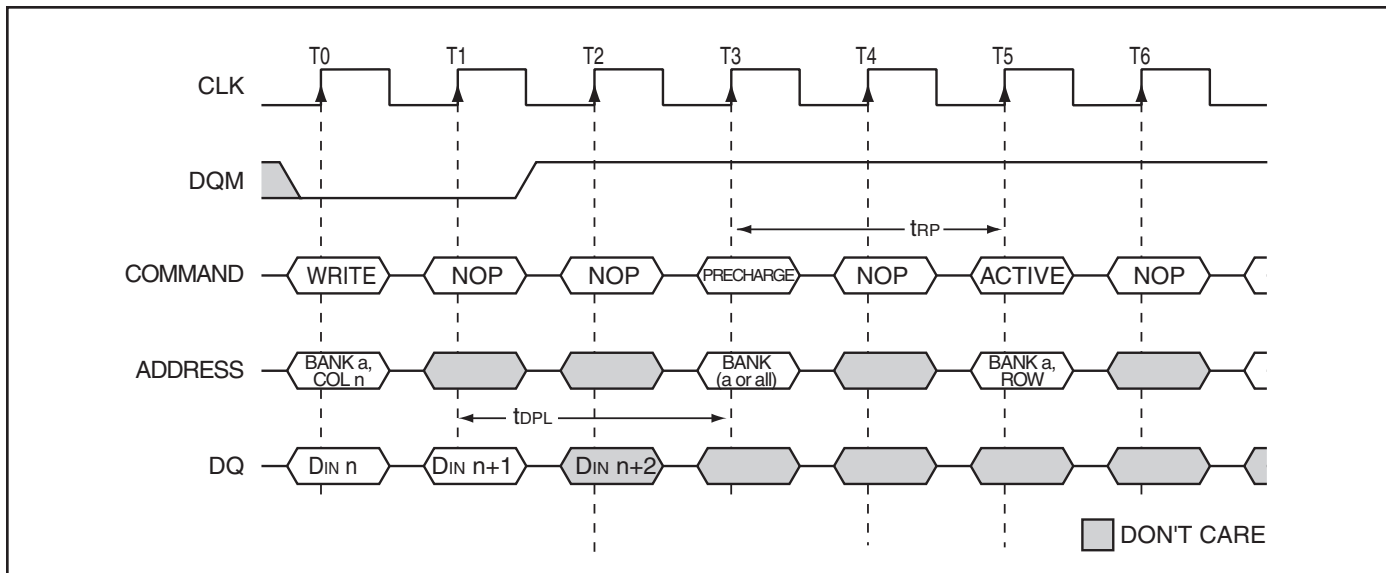 T0 T1 T2 T3 T4 T5 T6
CLK
DQM
tRP
COMMAND WRITE NOP NOP PRECHARGE NOP ACTIVE NOP
ADDRESS BANK a, COL n BANK (a or all) BANK a, ROW
tDPL
DQ DIN n DIN n+1 DIN n+2
DON'T CARE